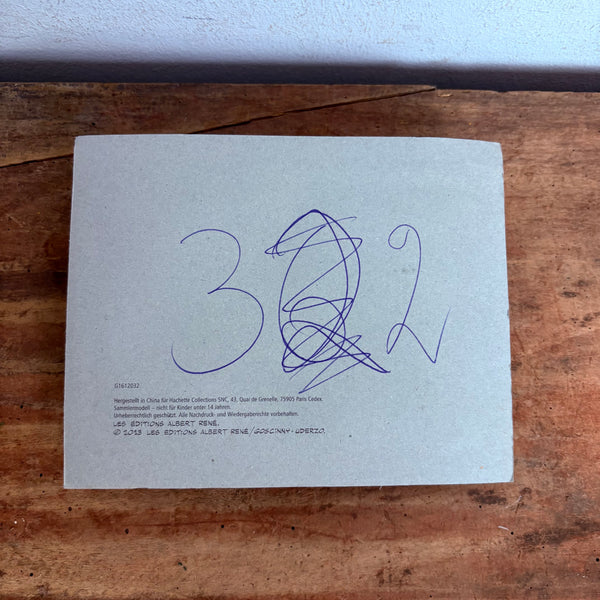 3 2
G1612032
Hergestellt in China für Hachette Collections SNC, 43, Quai de Grenelle, 75905 Paris Cedex
Sammlermodell – nicht für Kinder unter 14 Jahren.
Urheberrechtlich geschützt. Alle Nachdruck- und Wiedergaberechte vorbehalten.
LES ÉDITIONS ALBERT RENÉ.
© 2013 LES ÉDITIONS ALBERT RENÉ/GOSCINNY-UDERZO.